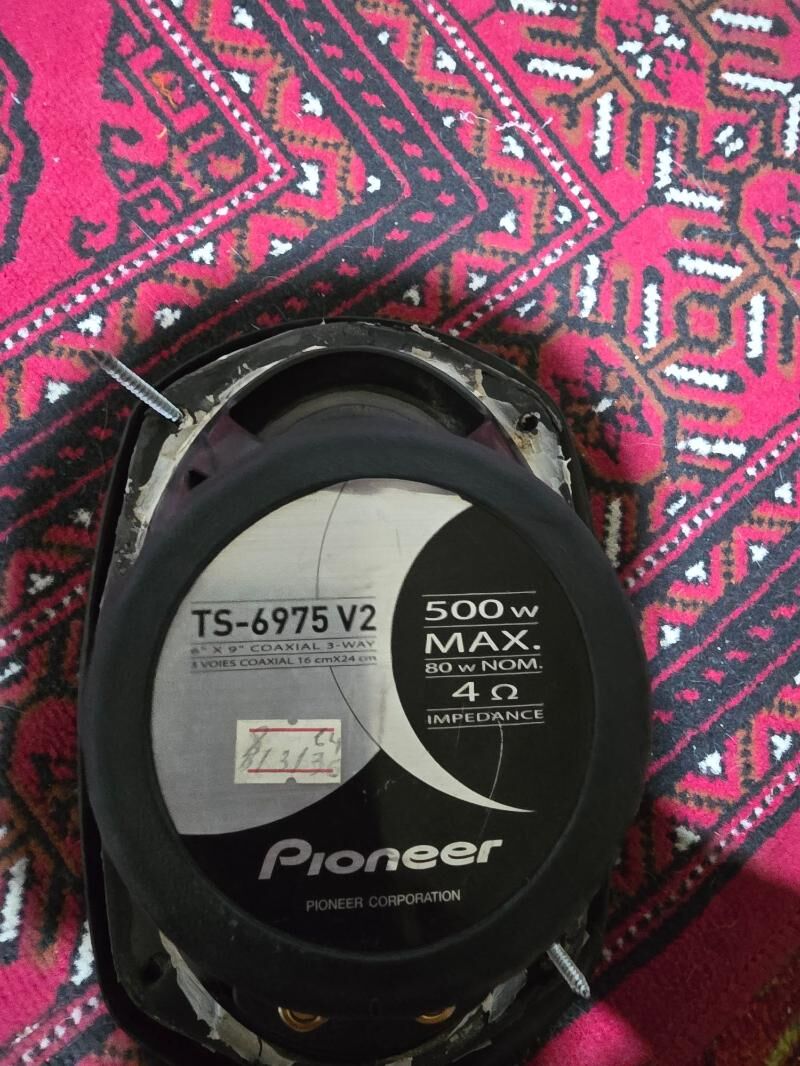 TS-6975 V2
6" X 9" COAXIAL 3-WAY
3 VOIES COAXIAL 16 cmX24 cm
500 w
MAX.
80 w NOM.
4 Ω
IMPEDANCE
Pioneer
PIONEER CORPORATION